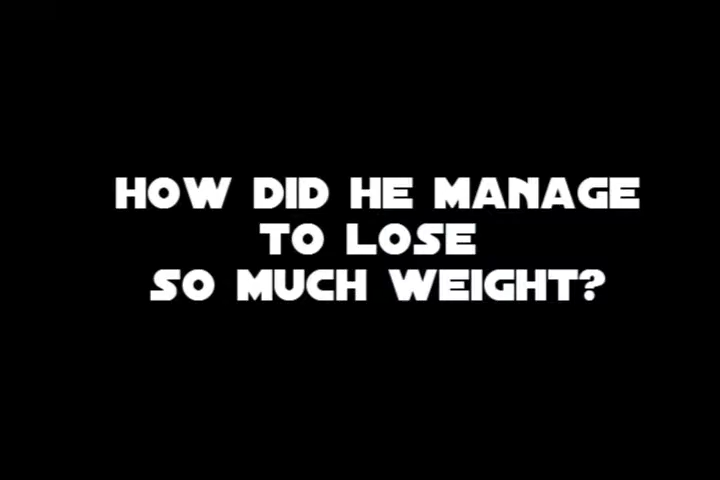 HOW DID HE MANAGE
TO LOSE
SO MUCH WEIGHT?